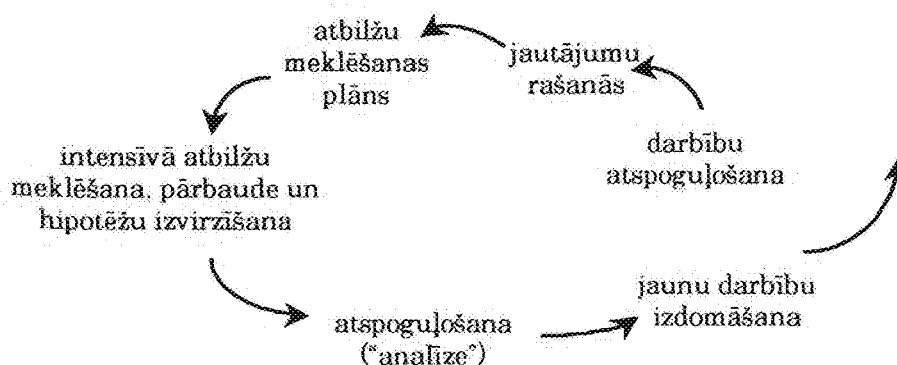 atbilžu
meklēšanas
plāns
jautājumu
rašanās
darbību
atspoguļošana
intensīvā atbilžu
meklēšana, pārbaude un
hipotēžu izvirzīšana
jaunu darbību
izdomāšana
atspoguļošana
(“analīze”)